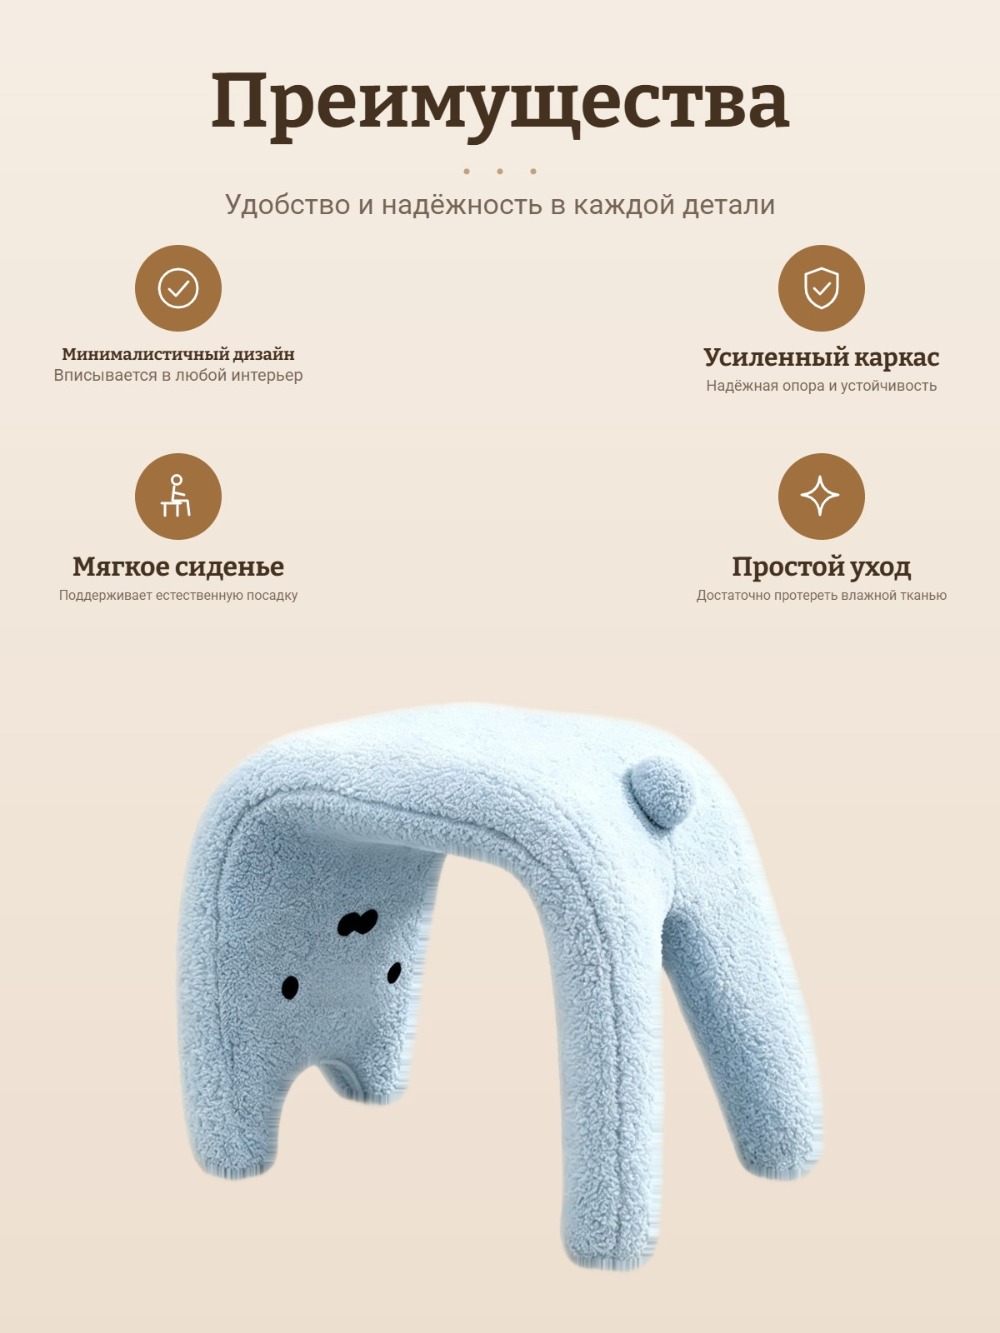 Преимущества
Удобство и надёжность в каждой детали
Минималистичный дизайн
Вписывается в любой интерьер
Усиленный каркас
Надёжная опора и устойчивость
Мягкое сиденье
Поддерживает естественную посадку
Простой уход
Достаточно протереть влажной тканью